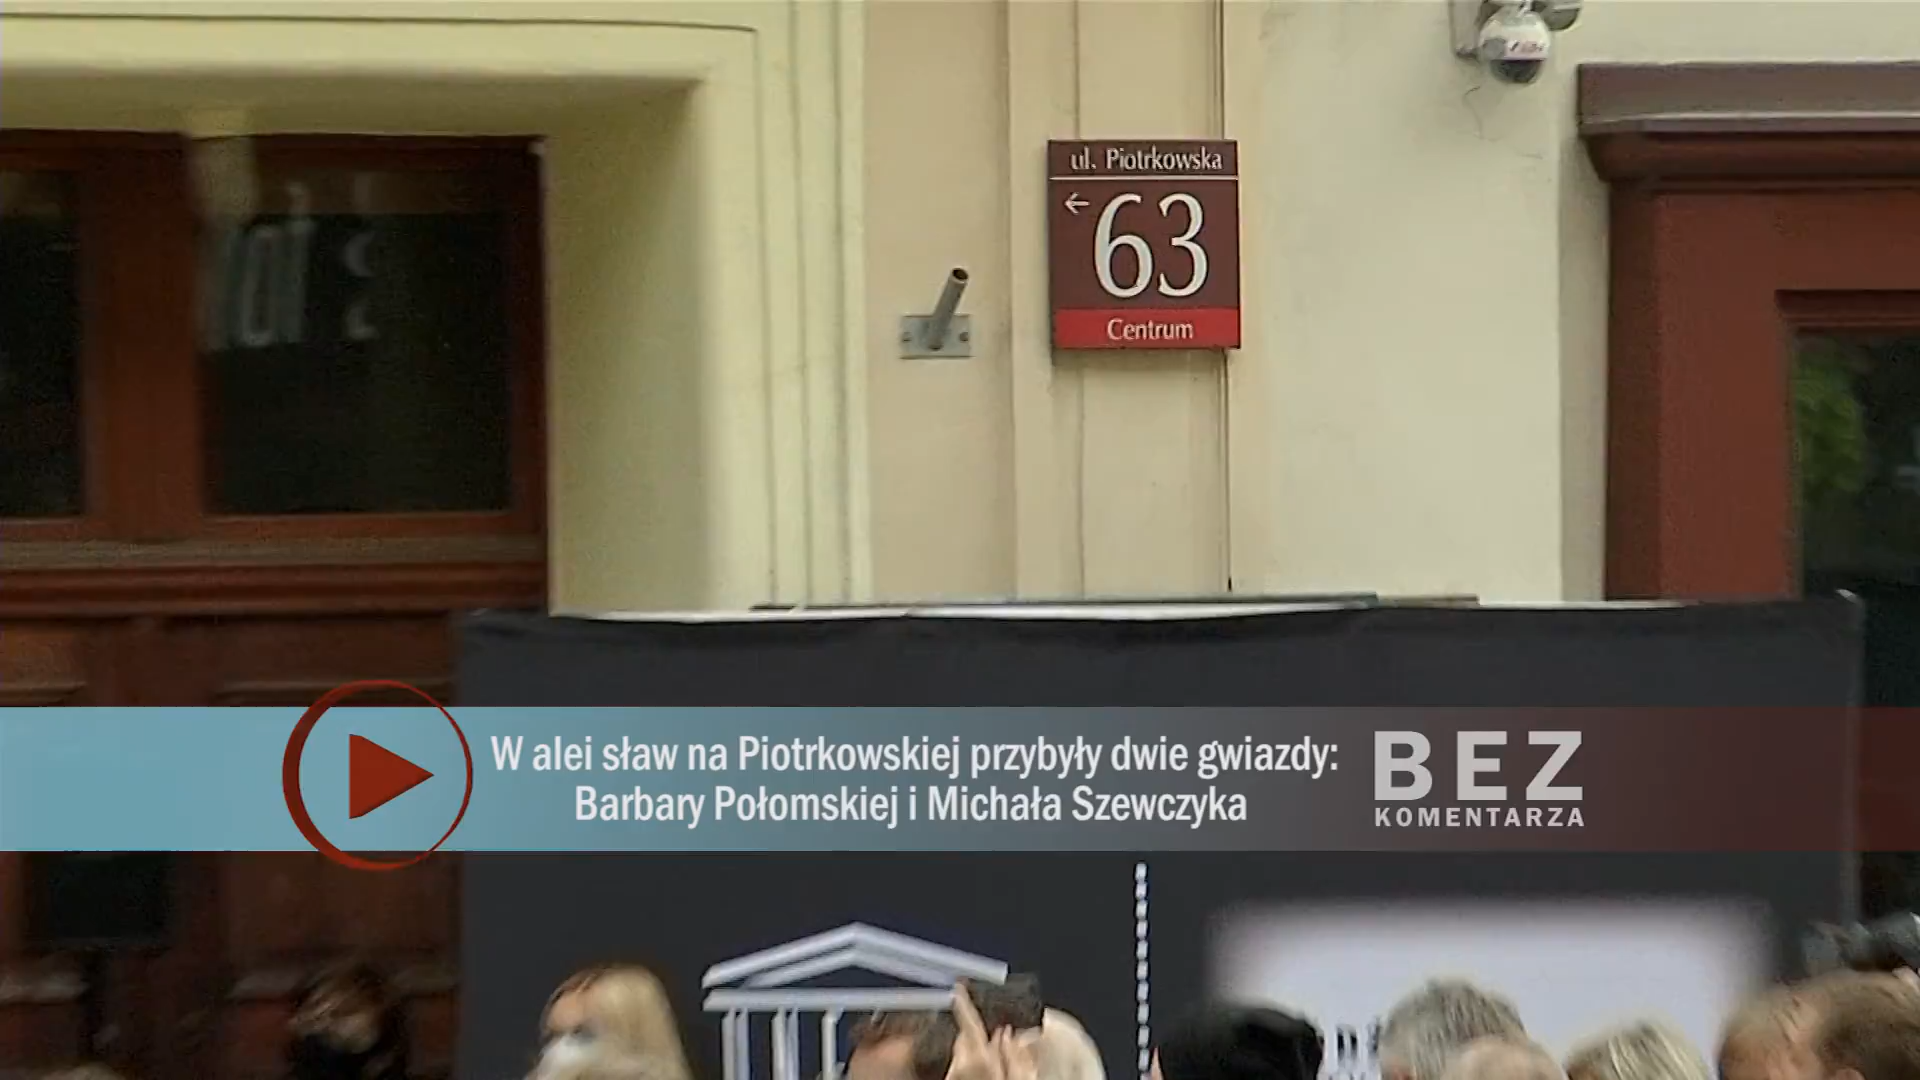 ul. Piotrkowska
← 63
Centrum
W alei sław na Piotrkowskiej przybyły dwie gwiazdy:
Barbary Połomskiej i Michała Szewczyka
BEZ
KOMENTARZA